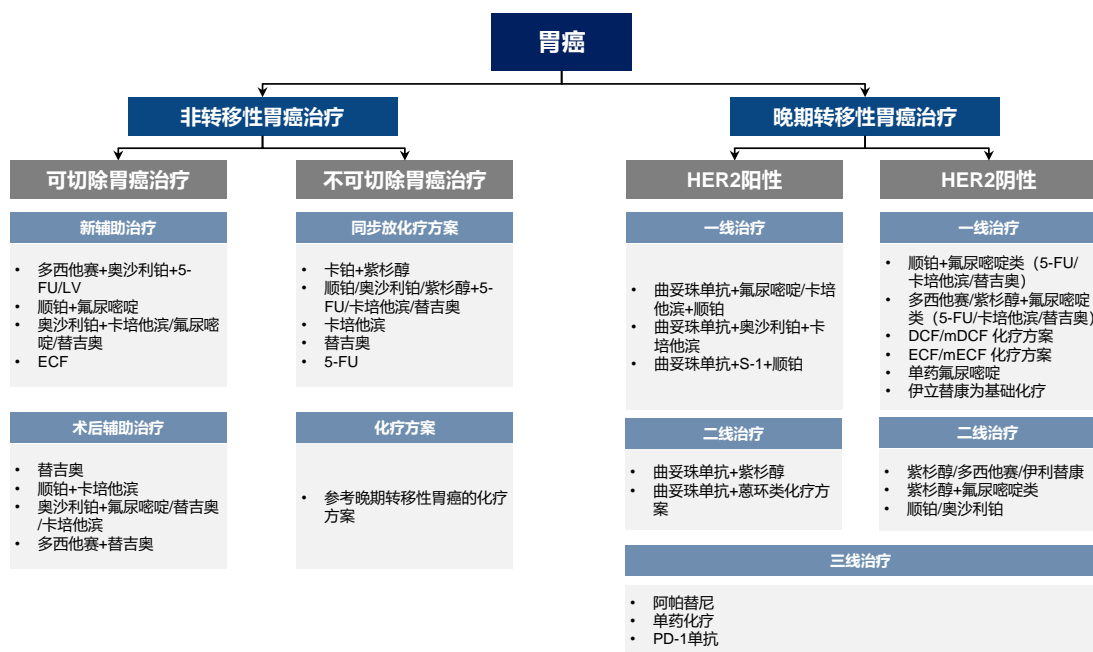 胃癌
非转移性胃癌治疗
晚期转移性胃癌治疗
可切除胃癌治疗
不可切除胃癌治疗
HER2阳性
HER2阴性
新辅助治疗
• 多西他赛+奥沙利铂+5-
FU/LV
• 顺铂+氟尿嘧啶
• 奥沙利铂+卡培他滨/氟尿嘧
啶/替吉奥
• ECF
术后辅助治疗
• 替吉奥
• 顺铂+卡培他滨
• 奥沙利铂+氟尿嘧啶/替吉奥
/卡培他滨
• 多西他赛+替吉奥
同步放化疗方案
• 卡铂+紫杉醇
• 顺铂/奥沙利铂/紫杉醇+5-
FU/卡培他滨/替吉奥
• 卡培他滨
• 替吉奥
• 5-FU
化疗方案
• 参考晚期转移性胃癌的化疗
方案
一线治疗
• 曲妥珠单抗+氟尿嘧啶/卡培
他滨+顺铂
• 曲妥珠单抗+奥沙利铂+卡
培他滨
• 曲妥珠单抗+S-1+顺铂
二线治疗
• 曲妥珠单抗+紫杉醇
• 曲妥珠单抗+蒽环类化疗方
案
一线治疗
• 顺铂+氟尿嘧啶类（5-FU/
卡培他滨/替吉奥）
• 多西他赛/紫杉醇+氟尿嘧啶
类（5-FU/卡培他滨/替吉奥）
• DCF/mDCF 化疗方案
• ECF/mECF 化疗方案
• 单药氟尿嘧啶
• 伊立替康为基础化疗
二线治疗
• 紫杉醇/多西他赛/伊利替康
• 紫杉醇+氟尿嘧啶类
• 顺铂/奥沙利铂
三线治疗
• 阿帕替尼
• 单药化疗
• PD-1单抗